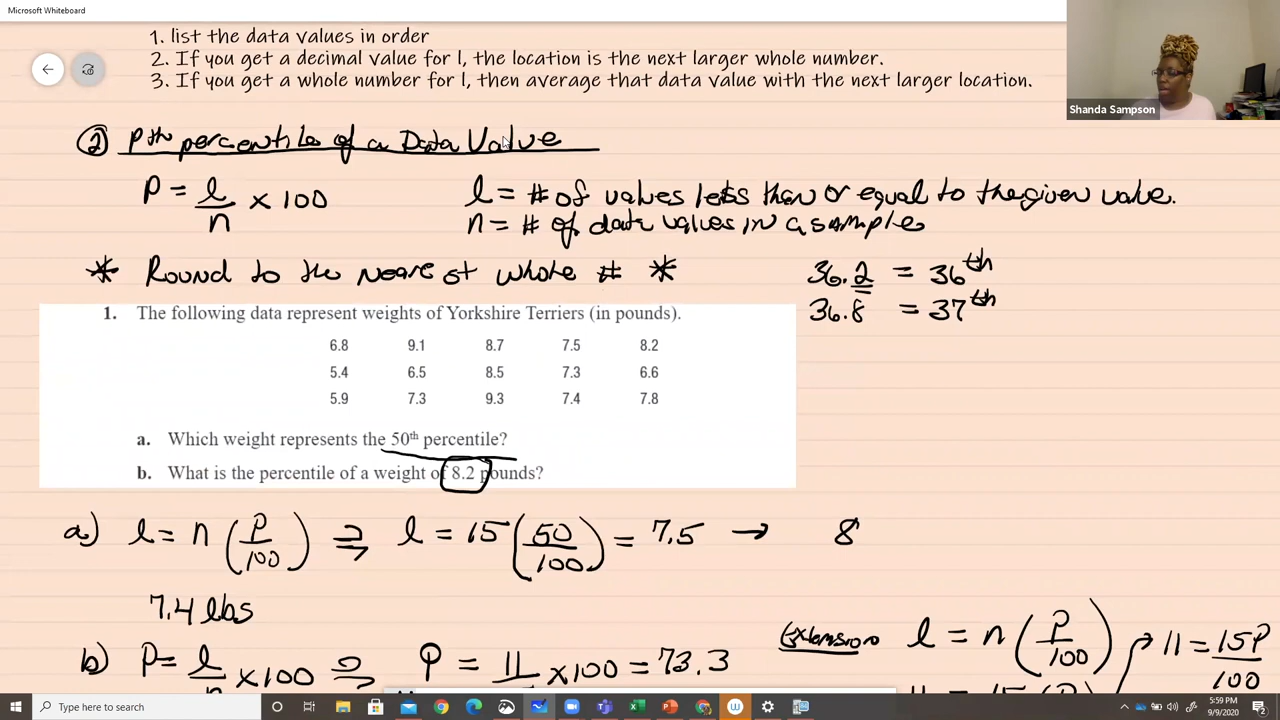 Microsoft Whiteboard
1. list the data values in order
2. If you get a decimal value for l, the location is the next larger whole number.
3. If you get a whole number for l, then average that data value with the next larger location.
Shanda Sampson
② Pth percentile of a Data Value
P = l/n × 100
l = # of values less than or equal to the given value.
n = # of data values in a sample
* Round to the nearest whole # *
36.2 = 36th
36.8 = 37th
1. The following data represent weights of Yorkshire Terriers (in pounds).
6.8 9.1 8.7 7.5 8.2
5.4 6.5 8.5 7.3 6.6
5.9 7.3 9.3 7.4 7.8
a. Which weight represents the 50th percentile?
b. What is the percentile of a weight of 8.2 pounds?
a) l = n (P/100) ⇒ l = 15 (50/100) = 7.5 → 8
7.4 lbs
b) P = l/n × 100 ⇒ P = 11 × 100 = 73.3
Extension l = n (P/100)
11 = 15P/100
Type here to search
5:59 PM
9/9/2020